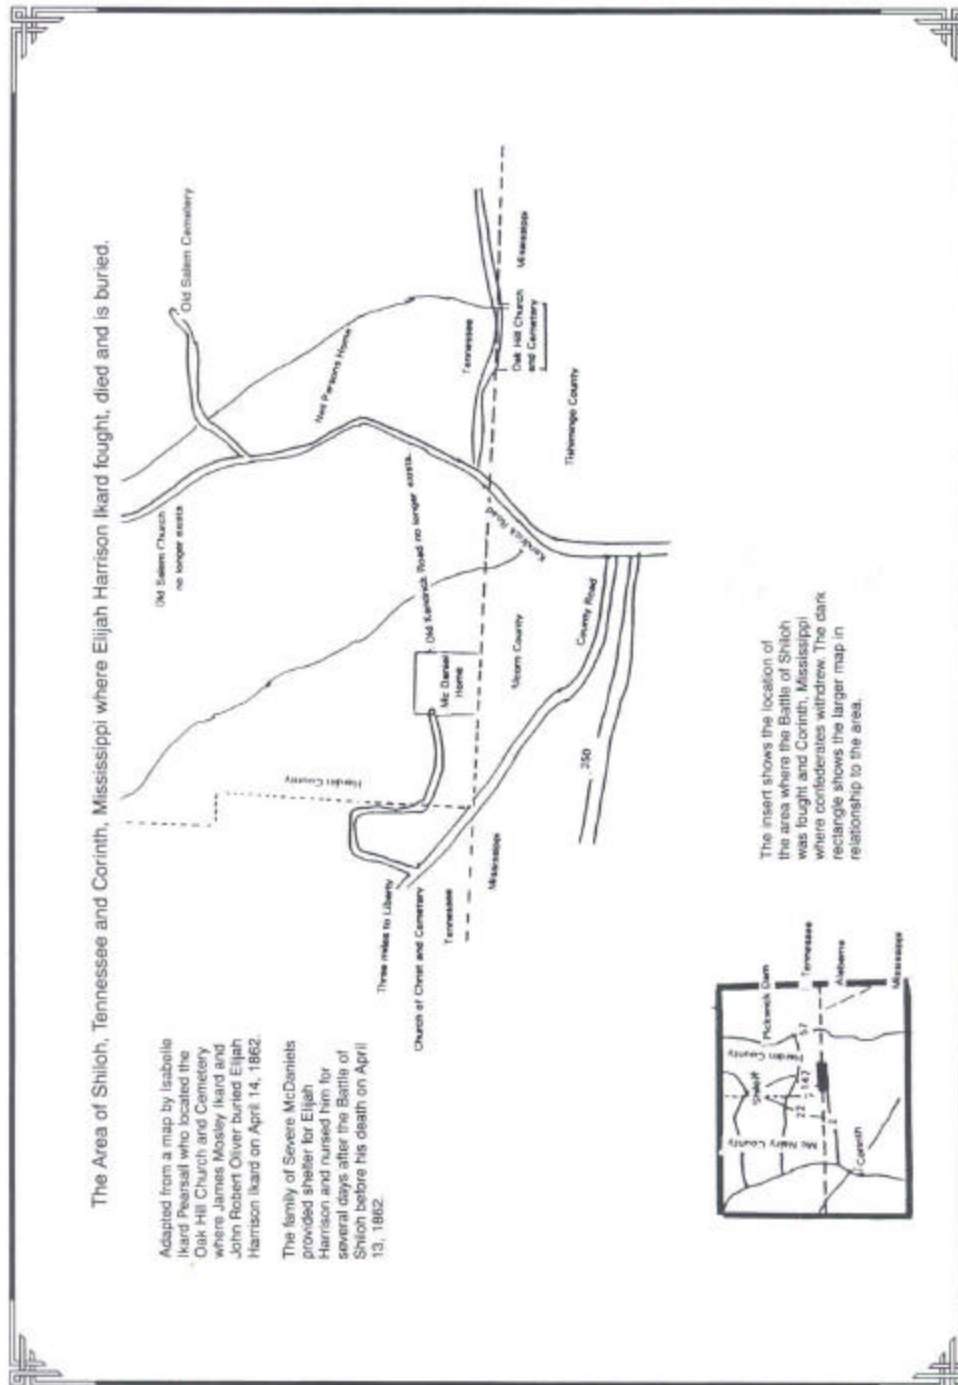 The Area of Shiloh, Tennessee and Corinth, Mississippi where Elijah Harrison Ikard fought, died and is buried.
Adapted from a map by Isabelle
Ikard Pearsall who located the
Oak Hill Church and Cemetery
where James Mosley Ikard and
John Robert Oliver buried Elijah
Harrison Ikard on April 14, 1862.
The family of Severe McDaniels
provided shelter for Elijah
Harrison and nursed him for
several days after the Battle of
Shiloh before his death on April
13, 1862.
Old Salem Church
no longer exists
Old Salem Cemetery
Neil Parsons Home
Hardin County
Old Kendrick Road no longer exists.
Mc Daniel
Home
Three miles to Liberty
Church of Christ and Cemetery
Tennessee
Mississippi
Tennessee
Mississippi
Oak Hill Church
and Cemetery
Kendrick Road
Alcorn County
Tishimingo County
County Road
350
Pickwick Dam
Tennessee
Alabama
Mississippi
Hardin County
Mc Nairy County
Shiloh
Corinth
57
142
22
2
The insert shows the location of
the area where the Battle of Shiloh
was fought and Corinth, Mississippi
where confederates withdrew. The dark
rectangle shows the larger map in
relationship to the area.